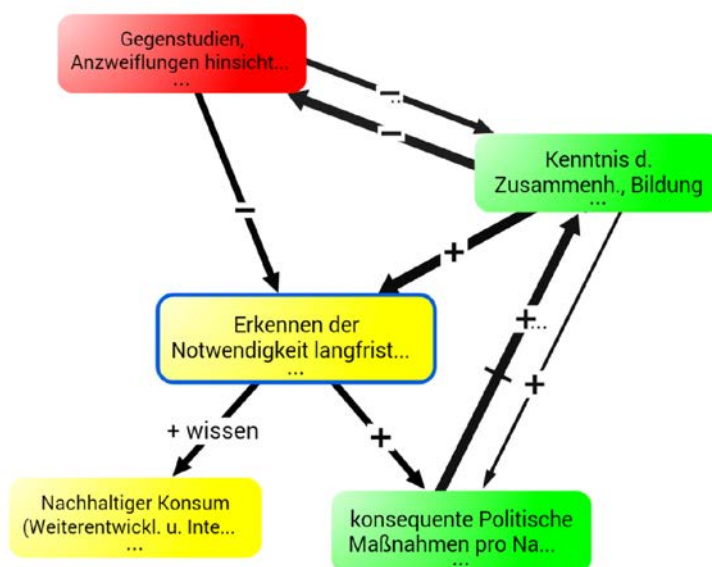 Gegenstudien,
Anzweiflungen hinsicht...
...
–...
–
Kenntnis d.
Zusammenh., Bildung
...
–
+
Erkennen der
Notwendigkeit langfrist...
...
+...
+
+ wissen
+
Nachhaltiger Konsum
(Weiterentwickl. u. Inte...
...
konsequente Politische
Maßnahmen pro Na...
...